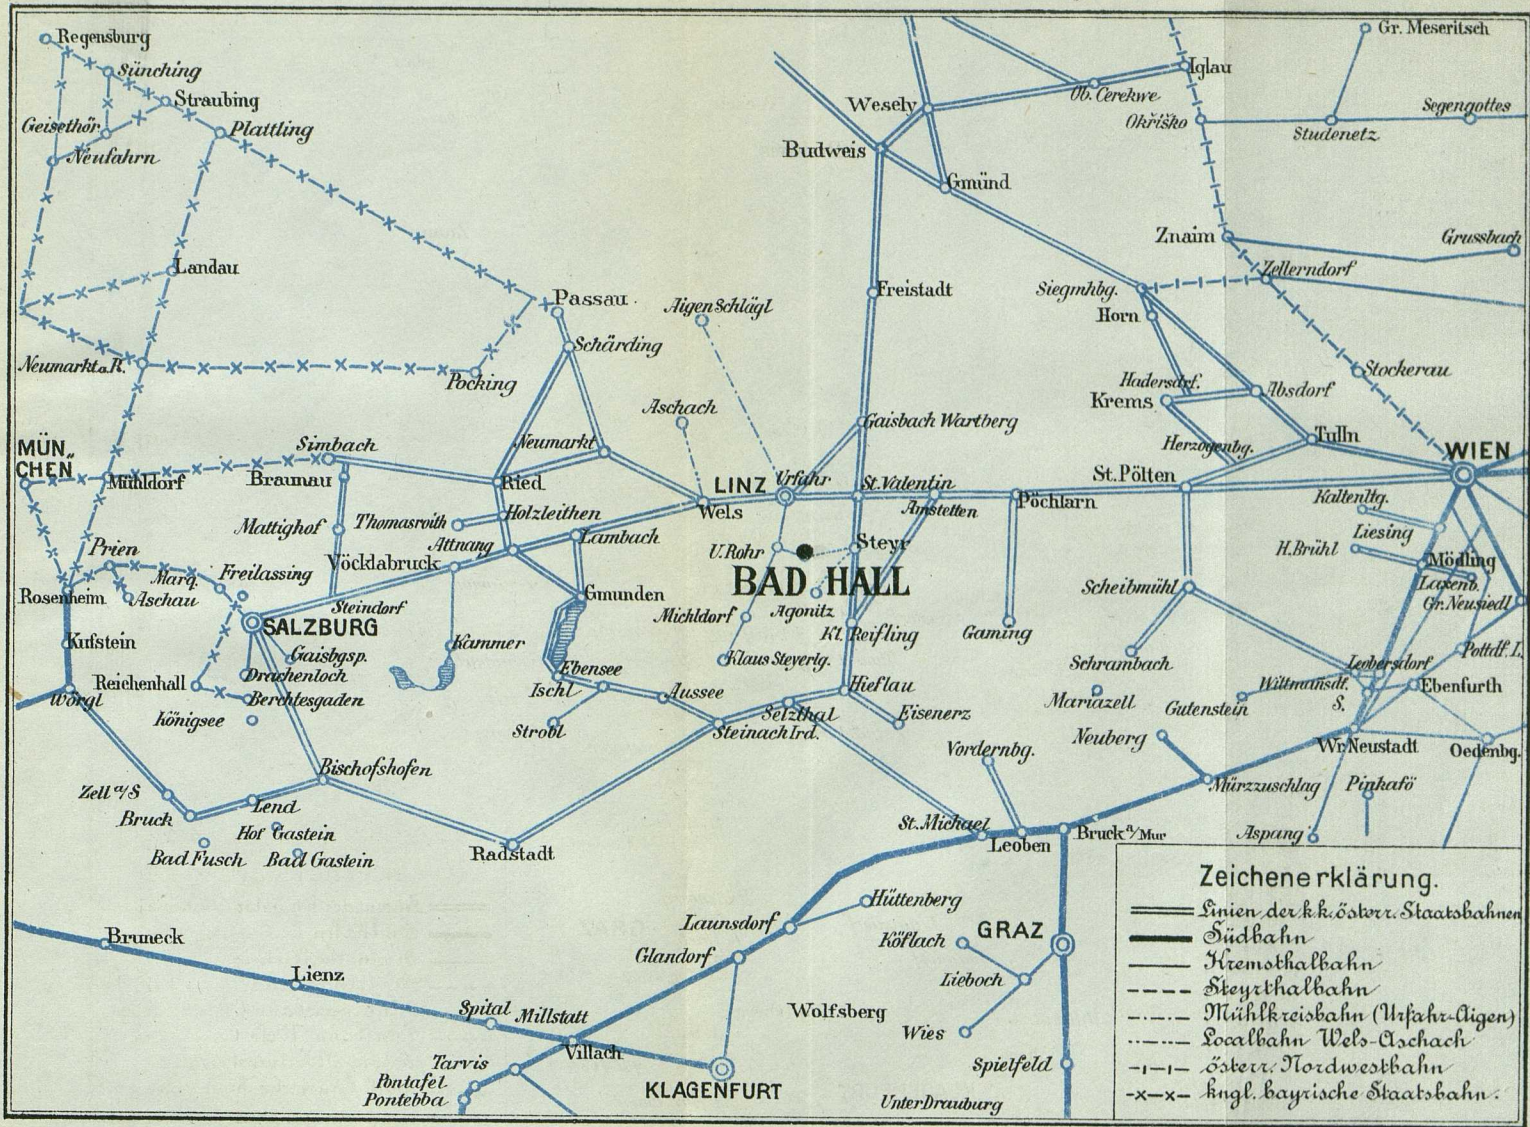 Regensburg
Sünching
Straubing
Geisethör
Plattling
Neufahrn
Landau
Passau
Aigen Schlägl
Schärding
Neumarkt a. R.
Pocking
Aschach
MÜN„
CHEN
Simbach
Neumarkt
Mühldorf
Braunau
Ried
LINZ
Urfahr
Wels
Mattighof
Thomasroith
Holzleithen
Attnang
Lambach
Prien
Vöcklabruck
U. Rohr
Steyr
Marq.
Freilassing
BAD HALL
Rosenheim
Aschau
Steindorf
Gmunden
Agonitz
SALZBURG
Michldorf
Kl. Reifling
Kufstein
Gaisbgsp.
Kammer
Klaus Steyerlg.
Drachenloch
Ebensee
Reichenhall
Berchtesgaden
Ischl
Aussee
Hieflau
Wörgl
Königsee
Strobl
Selzthal
Steinach Ird.
Eisenerz
Bischofshofen
Zell a/S
Lend
Bruck
Hof Gastein
Bad Fusch
Bad Gastein
Radstadt
Gr. Meseritsch
Iglau
Ob. Cerekwe
Wesely
Okříško
Segengottes
Studenetz
Budweis
Gmünd
Znaim
Grussbach
Zellerndorf
Freistadt
Siegmhbg.
Horn
Stockerau
Hadersdrf.
Absdorf
Krems
Gaisbach Wartberg
Herzogenbg.
Tulln
WIEN
St. Valentin
Amstetten
Pöchlarn
St. Pölten
Kaltenltg.
Liesing
H. Brühl
Mödling
Laxenb.
Gr. Neusiedl
Scheibmühl
Gaming
Schrambach
Leobersdorf
Pottdf. L.
Wittmansdf.
Ebenfurth
Mariazell
Gutenstein
S.
Neuberg
Wr. Neustadt
Oedenbg.
Vordernbg.
Mürzzuschlag
Pinkafö
St. Michael
Leoben
Bruck a/Mur
Aspang
Hüttenberg
Launsdorf
Glandorf
Köflach
GRAZ
Lieboch
Wolfsberg
Wies
Spielfeld
Unter Drauburg
Bruneck
Lienz
Spital
Millstatt
Villach
Tarvis
Pontafel
Pontebba
KLAGENFURT
Zeichenerklärung.
Linien der k.k. österr. Staatsbahnen
Südbahn
Kremsthalbahn
Steyrthalbahn
Mühlkreisbahn (Urfahr-Aigen)
Localbahn Wels-Aschach
österr. Nordwestbahn
kngl. bayrische Staatsbahn.